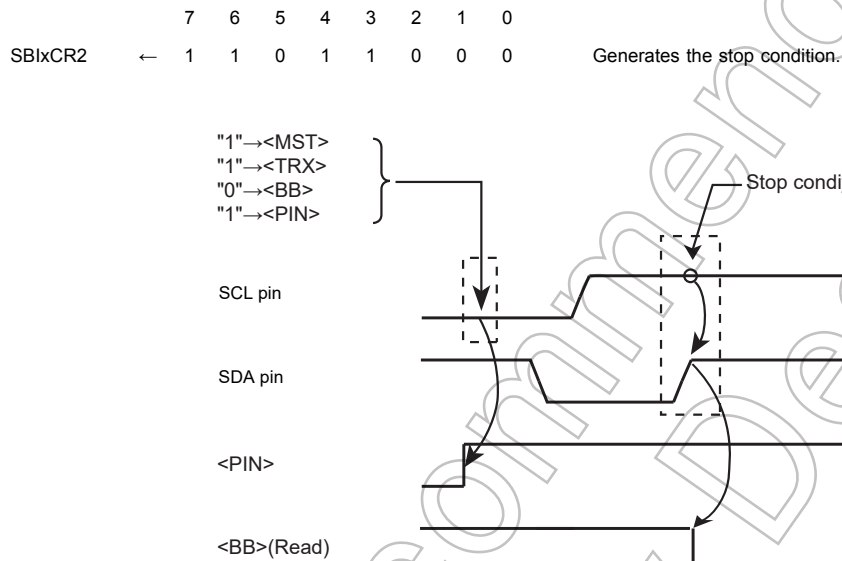 7 6 5 4 3 2 1 0
SBIxCR2 ← 1 1 0 1 1 0 0 0 Generates the stop condition.
"1"→<MST>
"1"→<TRX>
"0"→<BB>
"1"→<PIN>
Stop condi
SCL pin
SDA pin
<PIN>
<BB>(Read)